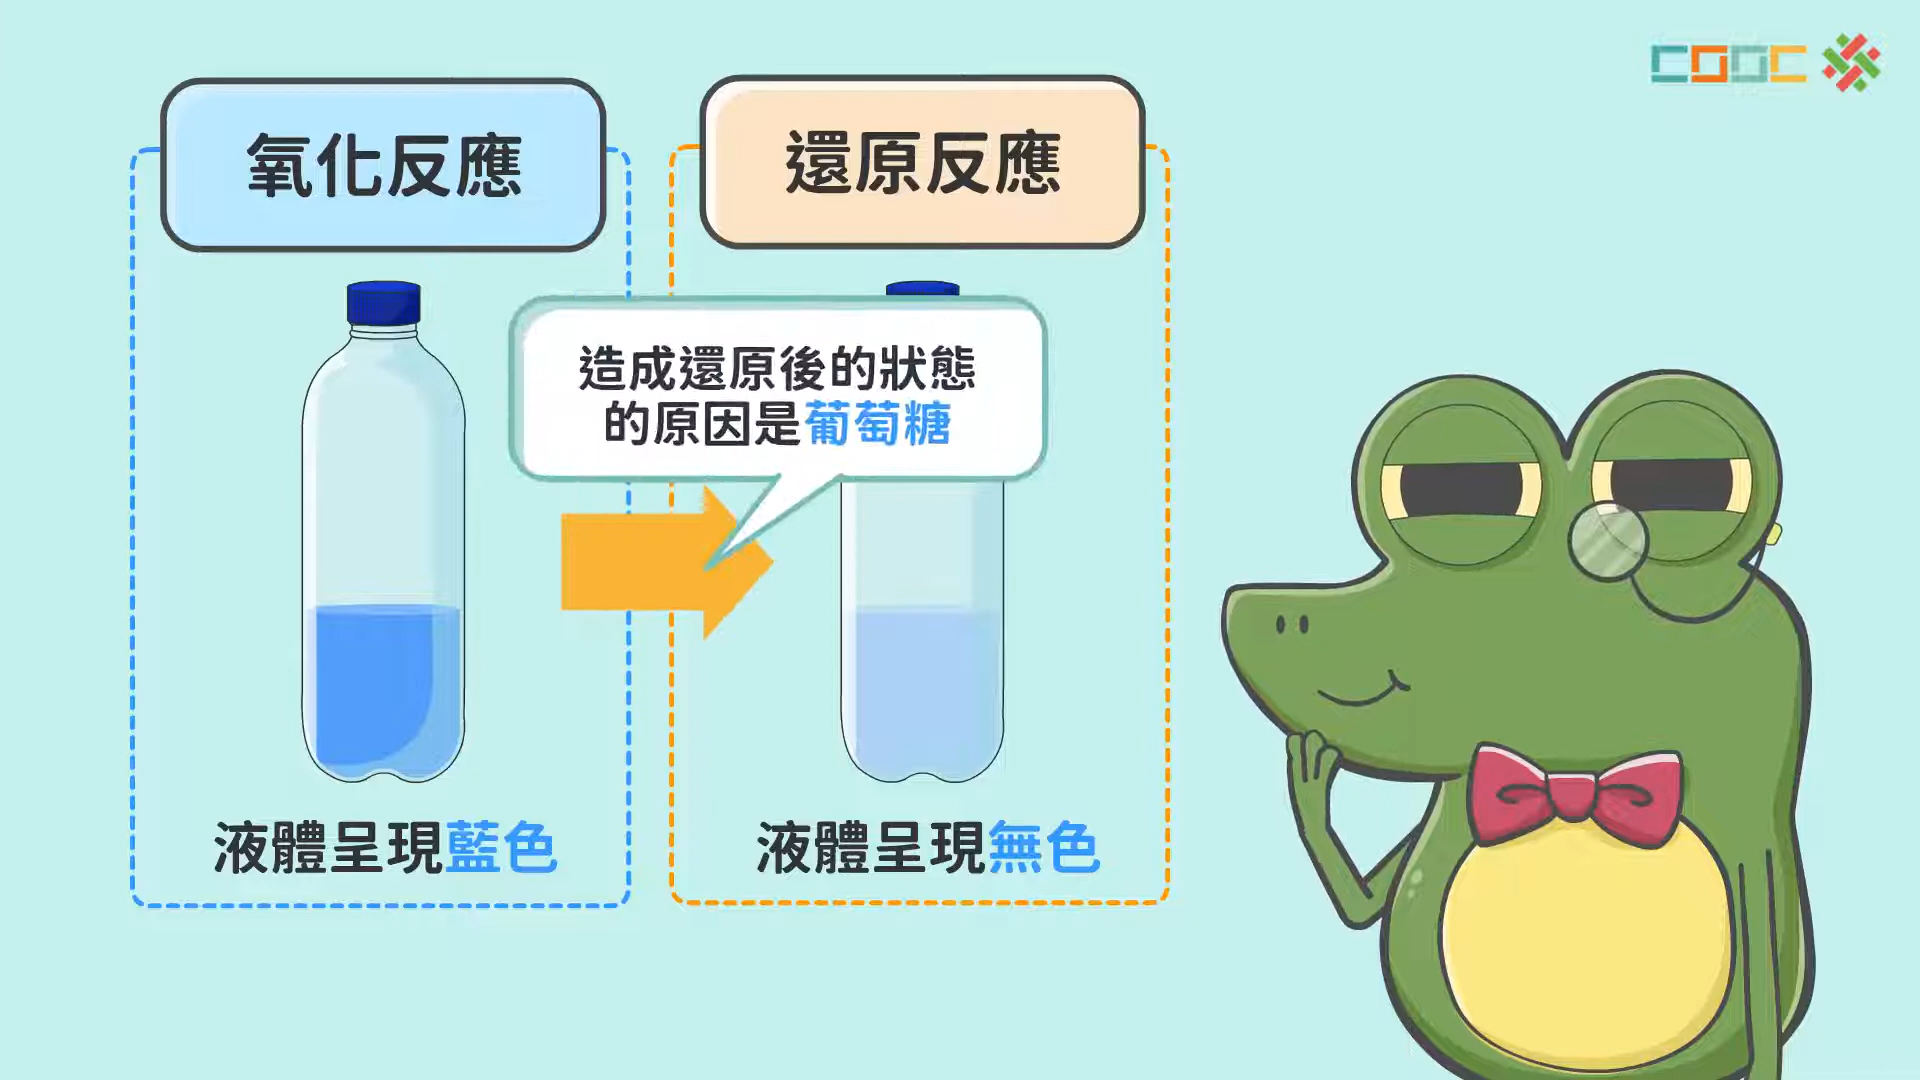 COOC
氧化反應
還原反應
造成還原後的狀態
的原因是葡萄糖
液體呈現藍色
液體呈現無色